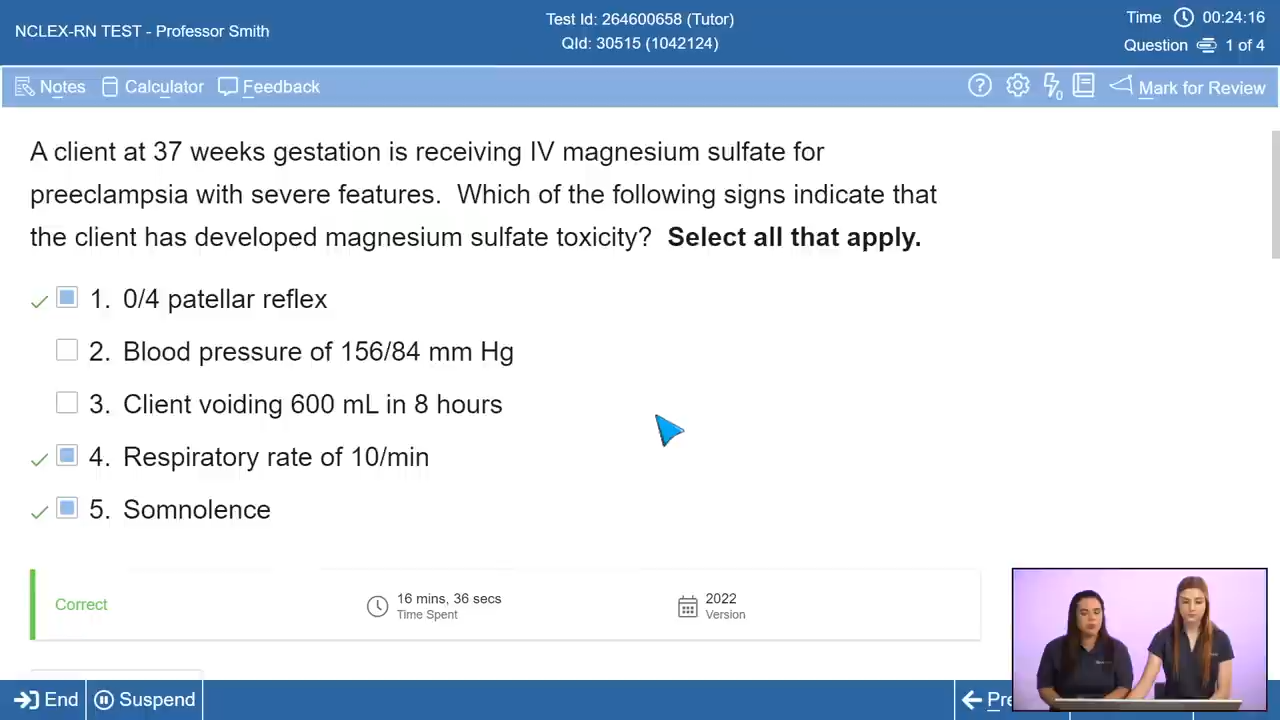 NCLEX-RN TEST - Professor Smith
Test Id: 264600658 (Tutor)
QId: 30515 (1042124)
Time 00:24:16
Question 1 of 4
Notes Calculator Feedback
0
Mark for Review
A client at 37 weeks gestation is receiving IV magnesium sulfate for
preeclampsia with severe features. Which of the following signs indicate that
the client has developed magnesium sulfate toxicity? Select all that apply.
1. 0/4 patellar reflex
2. Blood pressure of 156/84 mm Hg
3. Client voiding 600 mL in 8 hours
4. Respiratory rate of 10/min
5. Somnolence
Correct
16 mins, 36 secs
Time Spent
2022
Version
End Suspend
Pre